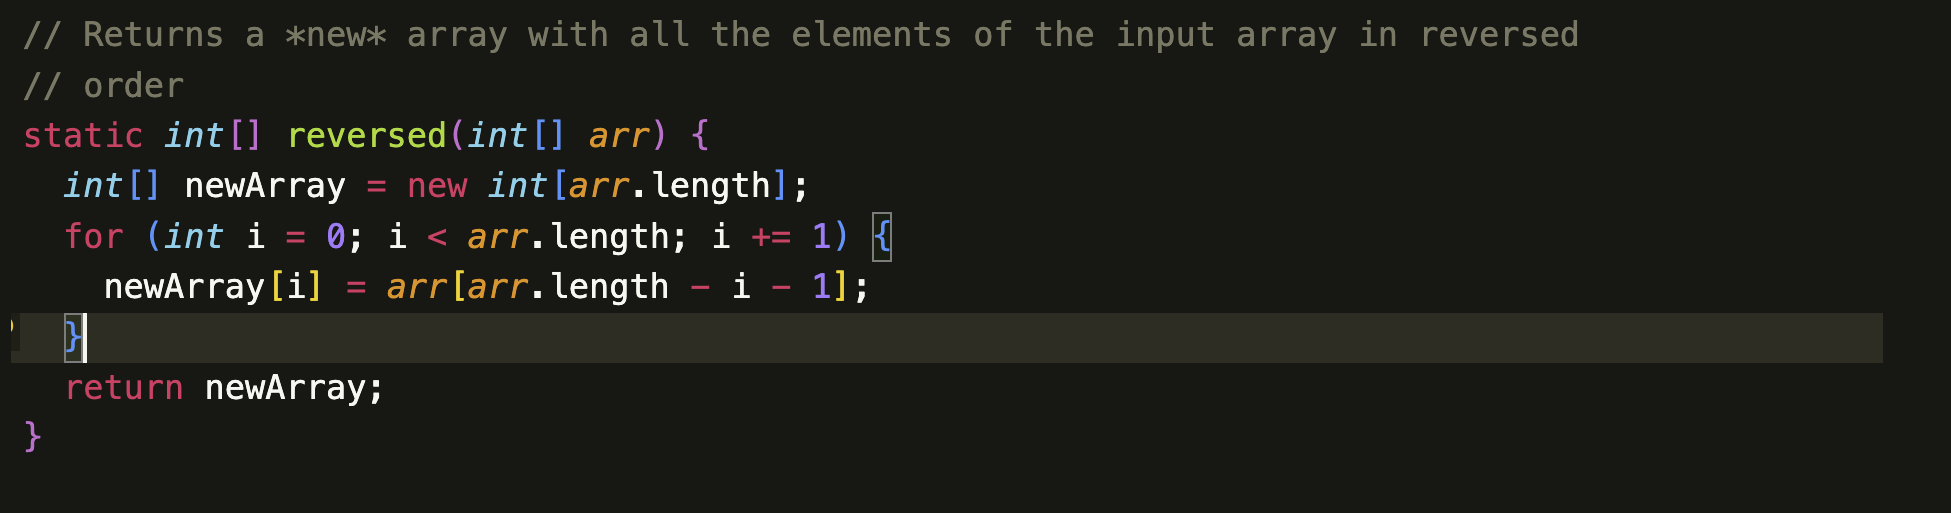 // Returns a *new* array with all the elements of the input array in reversed
// order
static int[] reversed(int[] arr) {
  int[] newArray = new int[arr.length];
  for (int i = 0; i < arr.length; i += 1) {
    newArray[i] = arr[arr.length - i - 1];
  }
  return newArray;
}